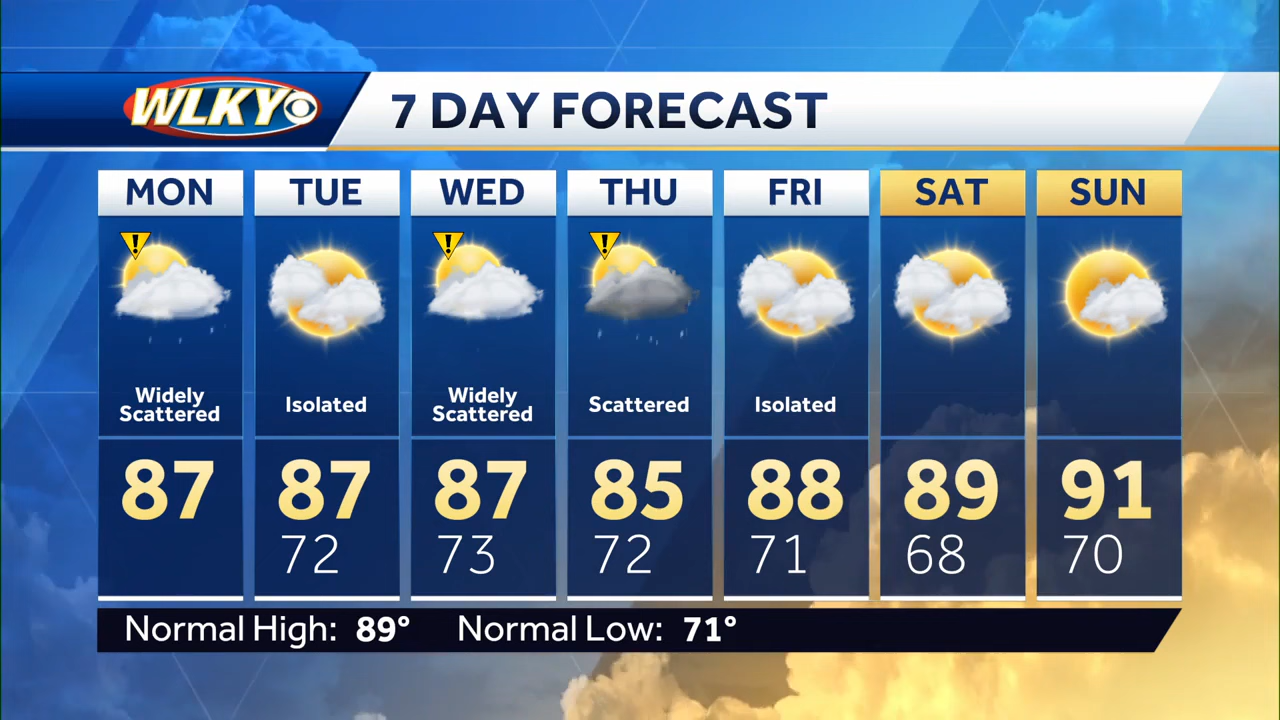 WLKY
7 DAY FORECAST
MON TUE WED THU FRI SAT SUN
! ! !
Widely
Scattered
Isolated
Widely
Scattered
Scattered
Isolated
87 87 87 85 88 89 91
72 73 72 71 68 70
Normal High: 89° Normal Low: 71°